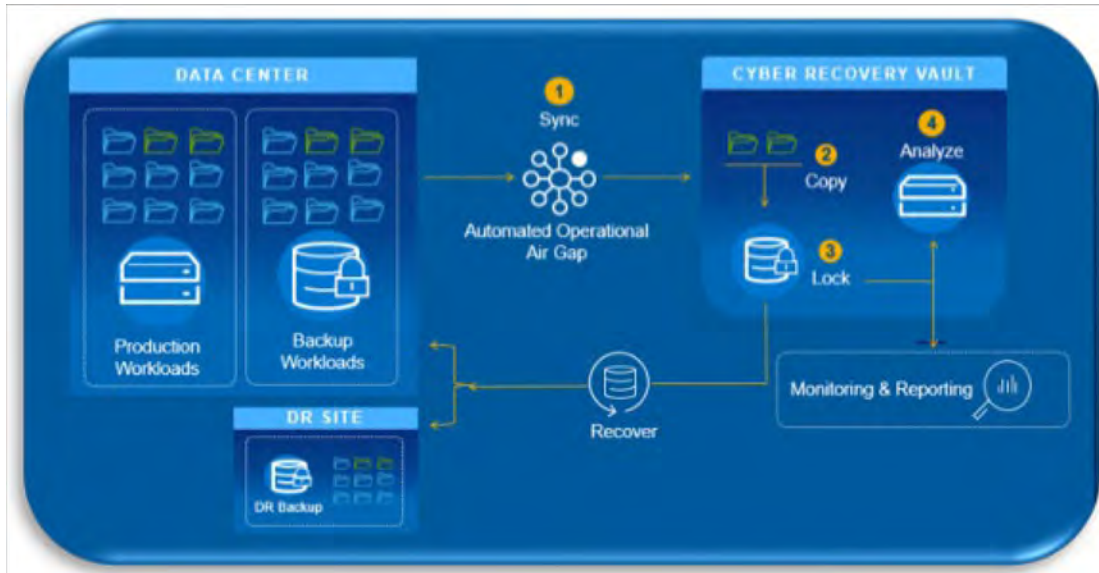 DATA CENTER
Production
Workloads
Backup
Workloads
1
Sync
Automated Operational
Air Gap
CYBER RECOVERY VAULT
2
Copy
4
Analyze
3
Lock
Monitoring & Reporting
Recover
DR SITE
DR Backup